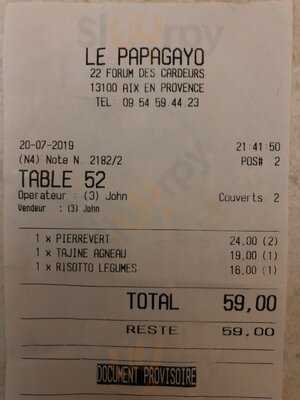 LE PAPAGAYO
22 FORUM DES CARDEURS
13100 AIX EN PROVENCE
TEL 09 54 59 44 23
20-07-2019 21:41:50
(N4) Note N. 2182/2 POS# 2
TABLE 52
Operateur : (3) John Couverts 2
Vendeur : (3) John
1 x PIERREVERT 24,00 (2)
1 x TAJINE AGNEAU 19,00 (1)
1 x RISOTTO LEGUMES 16,00 (1)
TOTAL 59,00
RESTE 59,00
DOCUMENT PROVISOIRE